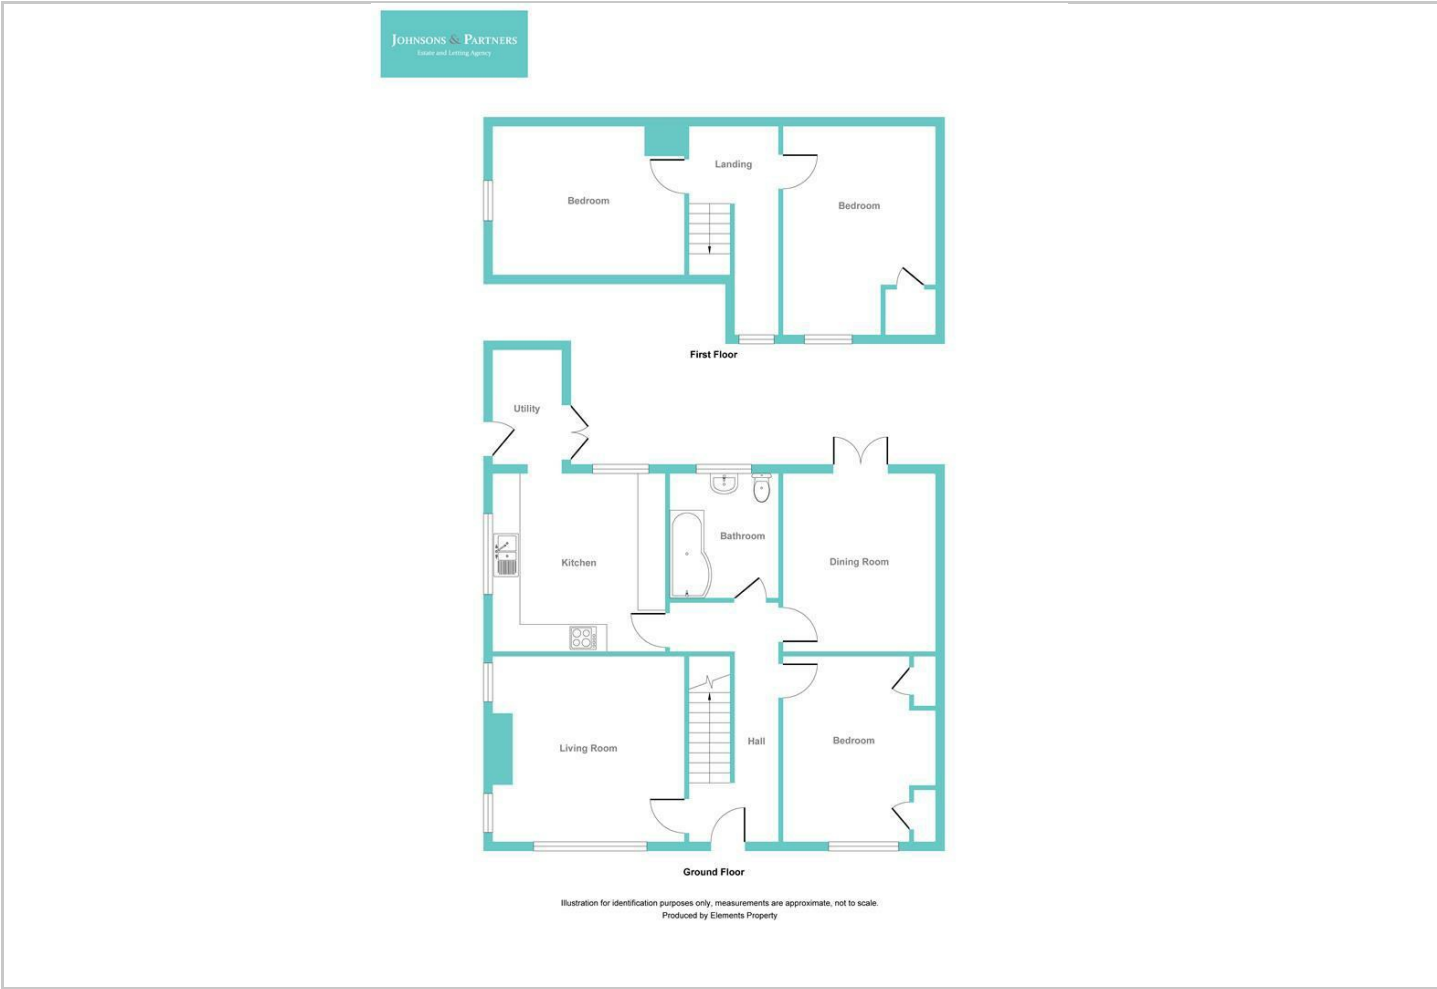 JOHNSONS & PARTNERS
Estate and Letting Agency
Landing
Bedroom
Bedroom
First Floor
Utility
Bathroom
Kitchen
Dining Room
Hall
Bedroom
Living Room
Ground Floor
Illustration for identification purposes only, measurements are approximate, not to scale.
Produced by Elements Property